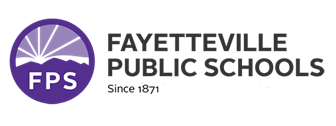 FPS
FAYETTEVILLE
PUBLIC SCHOOLS
Since 1871